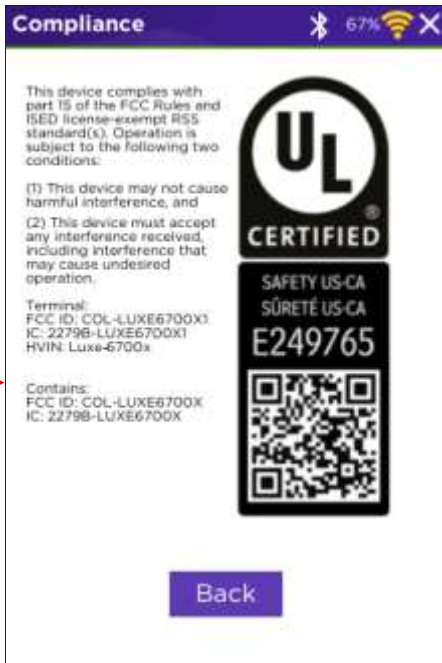 Compliance
67%
This device complies with
part 15 of the FCC Rules and
ISED license-exempt RSS
standard(s). Operation is
subject to the following two
conditions:
(1) This device may not cause
harmful interference, and
(2) This device must accept
any interference received,
including interference that
may cause undesired
operation.
Terminal:
FCC ID: COL-LUXE6700X1
IC: 2279B-LUXE6700X1
HVIN: Luxe-6700x
Contains:
FCC ID: COL-LUXE6700X
IC: 2279B-LUXE6700X
UL
®
CERTIFIED
SAFETY US-CA
SÛRETÉ US-CA
E249765
Back